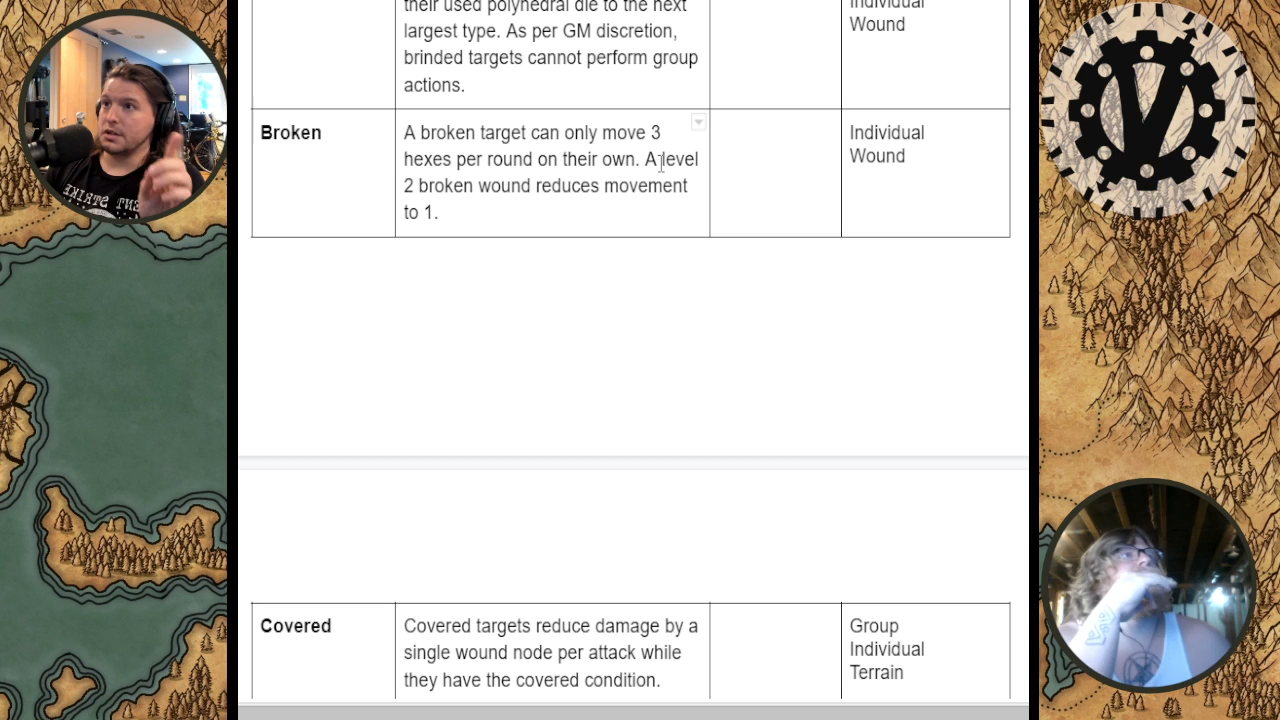 their used polyhedral die to the next
largest type. As per GM discretion,
brinded targets cannot perform group
actions.
Individual
Wound
Broken
A broken target can only move 3
hexes per round on their own. A level
2 broken wound reduces movement
to 1.
Individual
Wound
Covered
Covered targets reduce damage by a
single wound node per attack while
they have the covered condition.
Group
Individual
Terrain
V